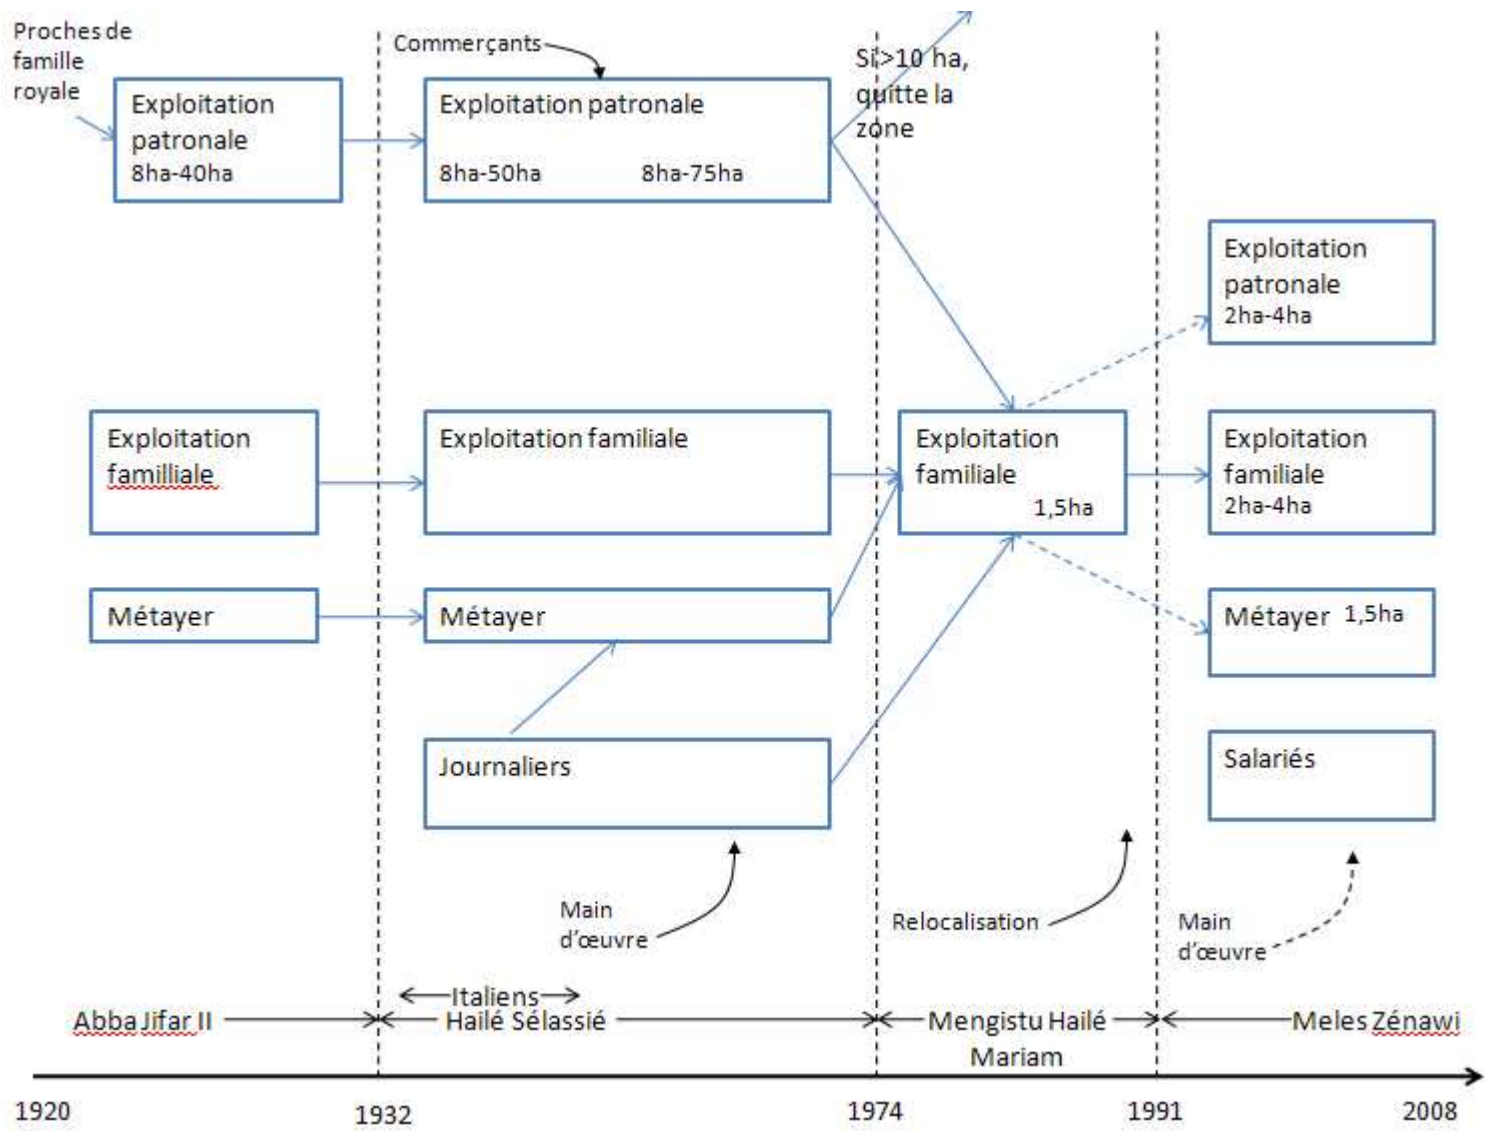 Proches de
famille
royale
Commerçants
Si >10 ha,
quitte la
zone
Exploitation
patronale
8ha-40ha
Exploitation patronale
8ha-50ha 8ha-75ha
Exploitation
patronale
2ha-4ha
Exploitation
familliale
Exploitation familiale
Exploitation
familiale
1,5ha
Exploitation
familiale
2ha-4ha
Métayer
Métayer
Métayer 1,5ha
Journaliers
Salariés
Main
d'œuvre
Relocalisation
Main
d'œuvre
Italiens
Abba Jifar II
Hailé Sélassié
Mengistu Hailé
Mariam
Meles Zénawi
1920
1932
1974
1991
2008